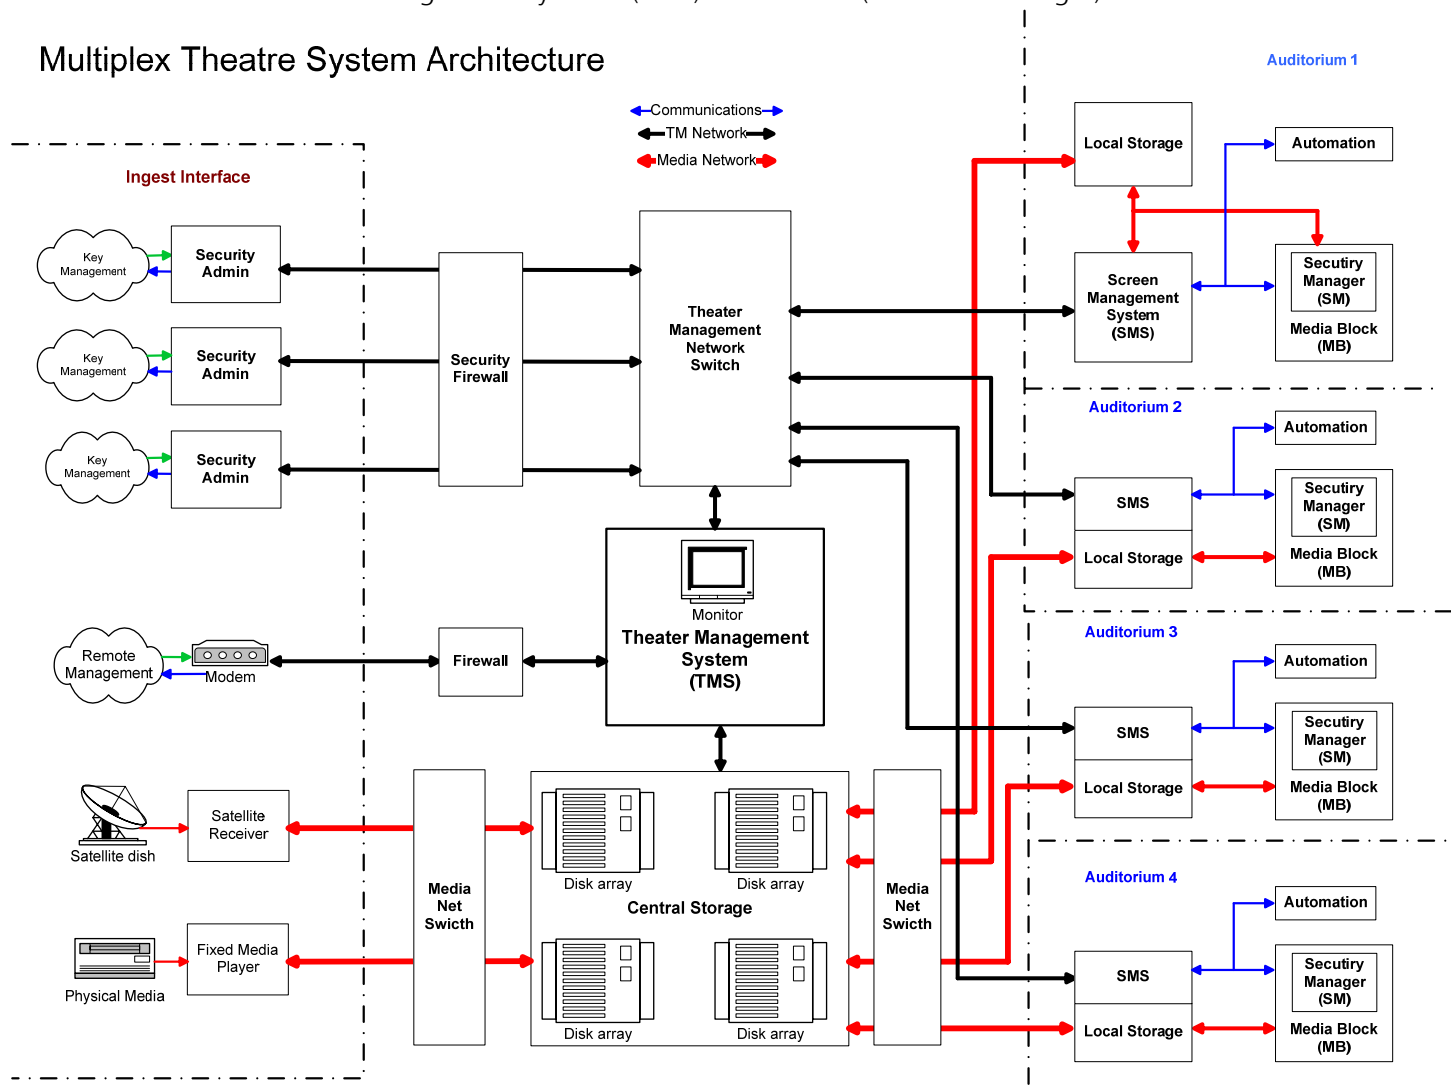 Multiplex Theatre System Architecture
Communications
TM Network
Media Network
Ingest Interface
Key
Management
Security
Admin
Key
Management
Security
Admin
Key
Management
Security
Admin
Security
Firewall
Theater
Management
Network
Switch
Remote
Management
Modem
Firewall
Monitor
Theater Management
System
(TMS)
Satellite dish
Satellite
Receiver
Physical Media
Fixed Media
Player
Media
Net
Swicth
Disk array
Disk array
Central Storage
Disk array
Disk array
Media
Net
Swicth
Auditorium 1
Local Storage
Automation
Screen
Management
System
(SMS)
Secutiry
Manager
(SM)
Media Block
(MB)
Auditorium 2
Automation
SMS
Local Storage
Secutiry
Manager
(SM)
Media Block
(MB)
Auditorium 3
Automation
SMS
Local Storage
Secutiry
Manager
(SM)
Media Block
(MB)
Auditorium 4
Automation
SMS
Local Storage
Secutiry
Manager
(SM)
Media Block
(MB)